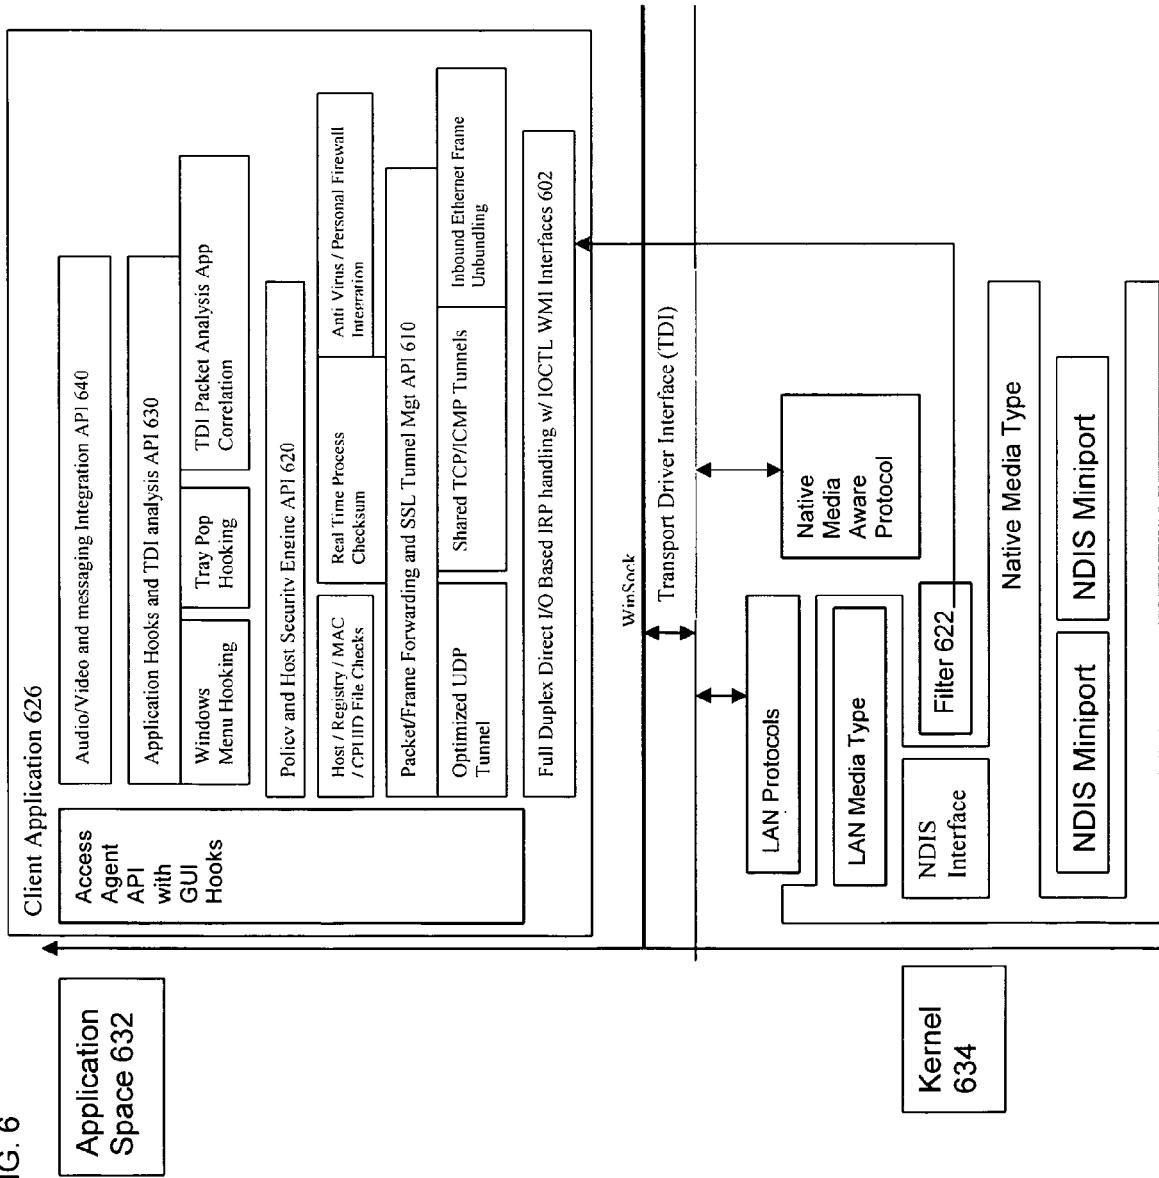 IG. 6
Application
Space 632
Client Application 626
Access
Agent
API
with
GUI
Hooks
Audio/Video and messaging Integration API 640
Application Hooks and TDI analysis API 630
Windows
Menu Hooking
Tray Pop
Hooking
TDI Packet Analysis App
Correlation
Policy and Host Security Engine API 620
Host / Registry / MAC
/ CPUID File Checks
Real Time Process
Checksum
Anti Virus / Personal Firewall
Integration
Packet/Frame Forwarding and SSL Tunnel Mgt API 610
Optimized UDP
Tunnel
Shared TCP/ICMP Tunnels
Inbound Ethernet Frame
Unbundling
Full Duplex Direct I/O Based IRP handling w/ IOCTL WMI Interfaces 602
WinSock
Transport Driver Interface (TDI)
Kernel
634
LAN Protocols
Native
Media
Aware
Protocol
LAN Media Type
NDIS
Interface
Filter 622
Native Media Type
NDIS Miniport
NDIS Miniport